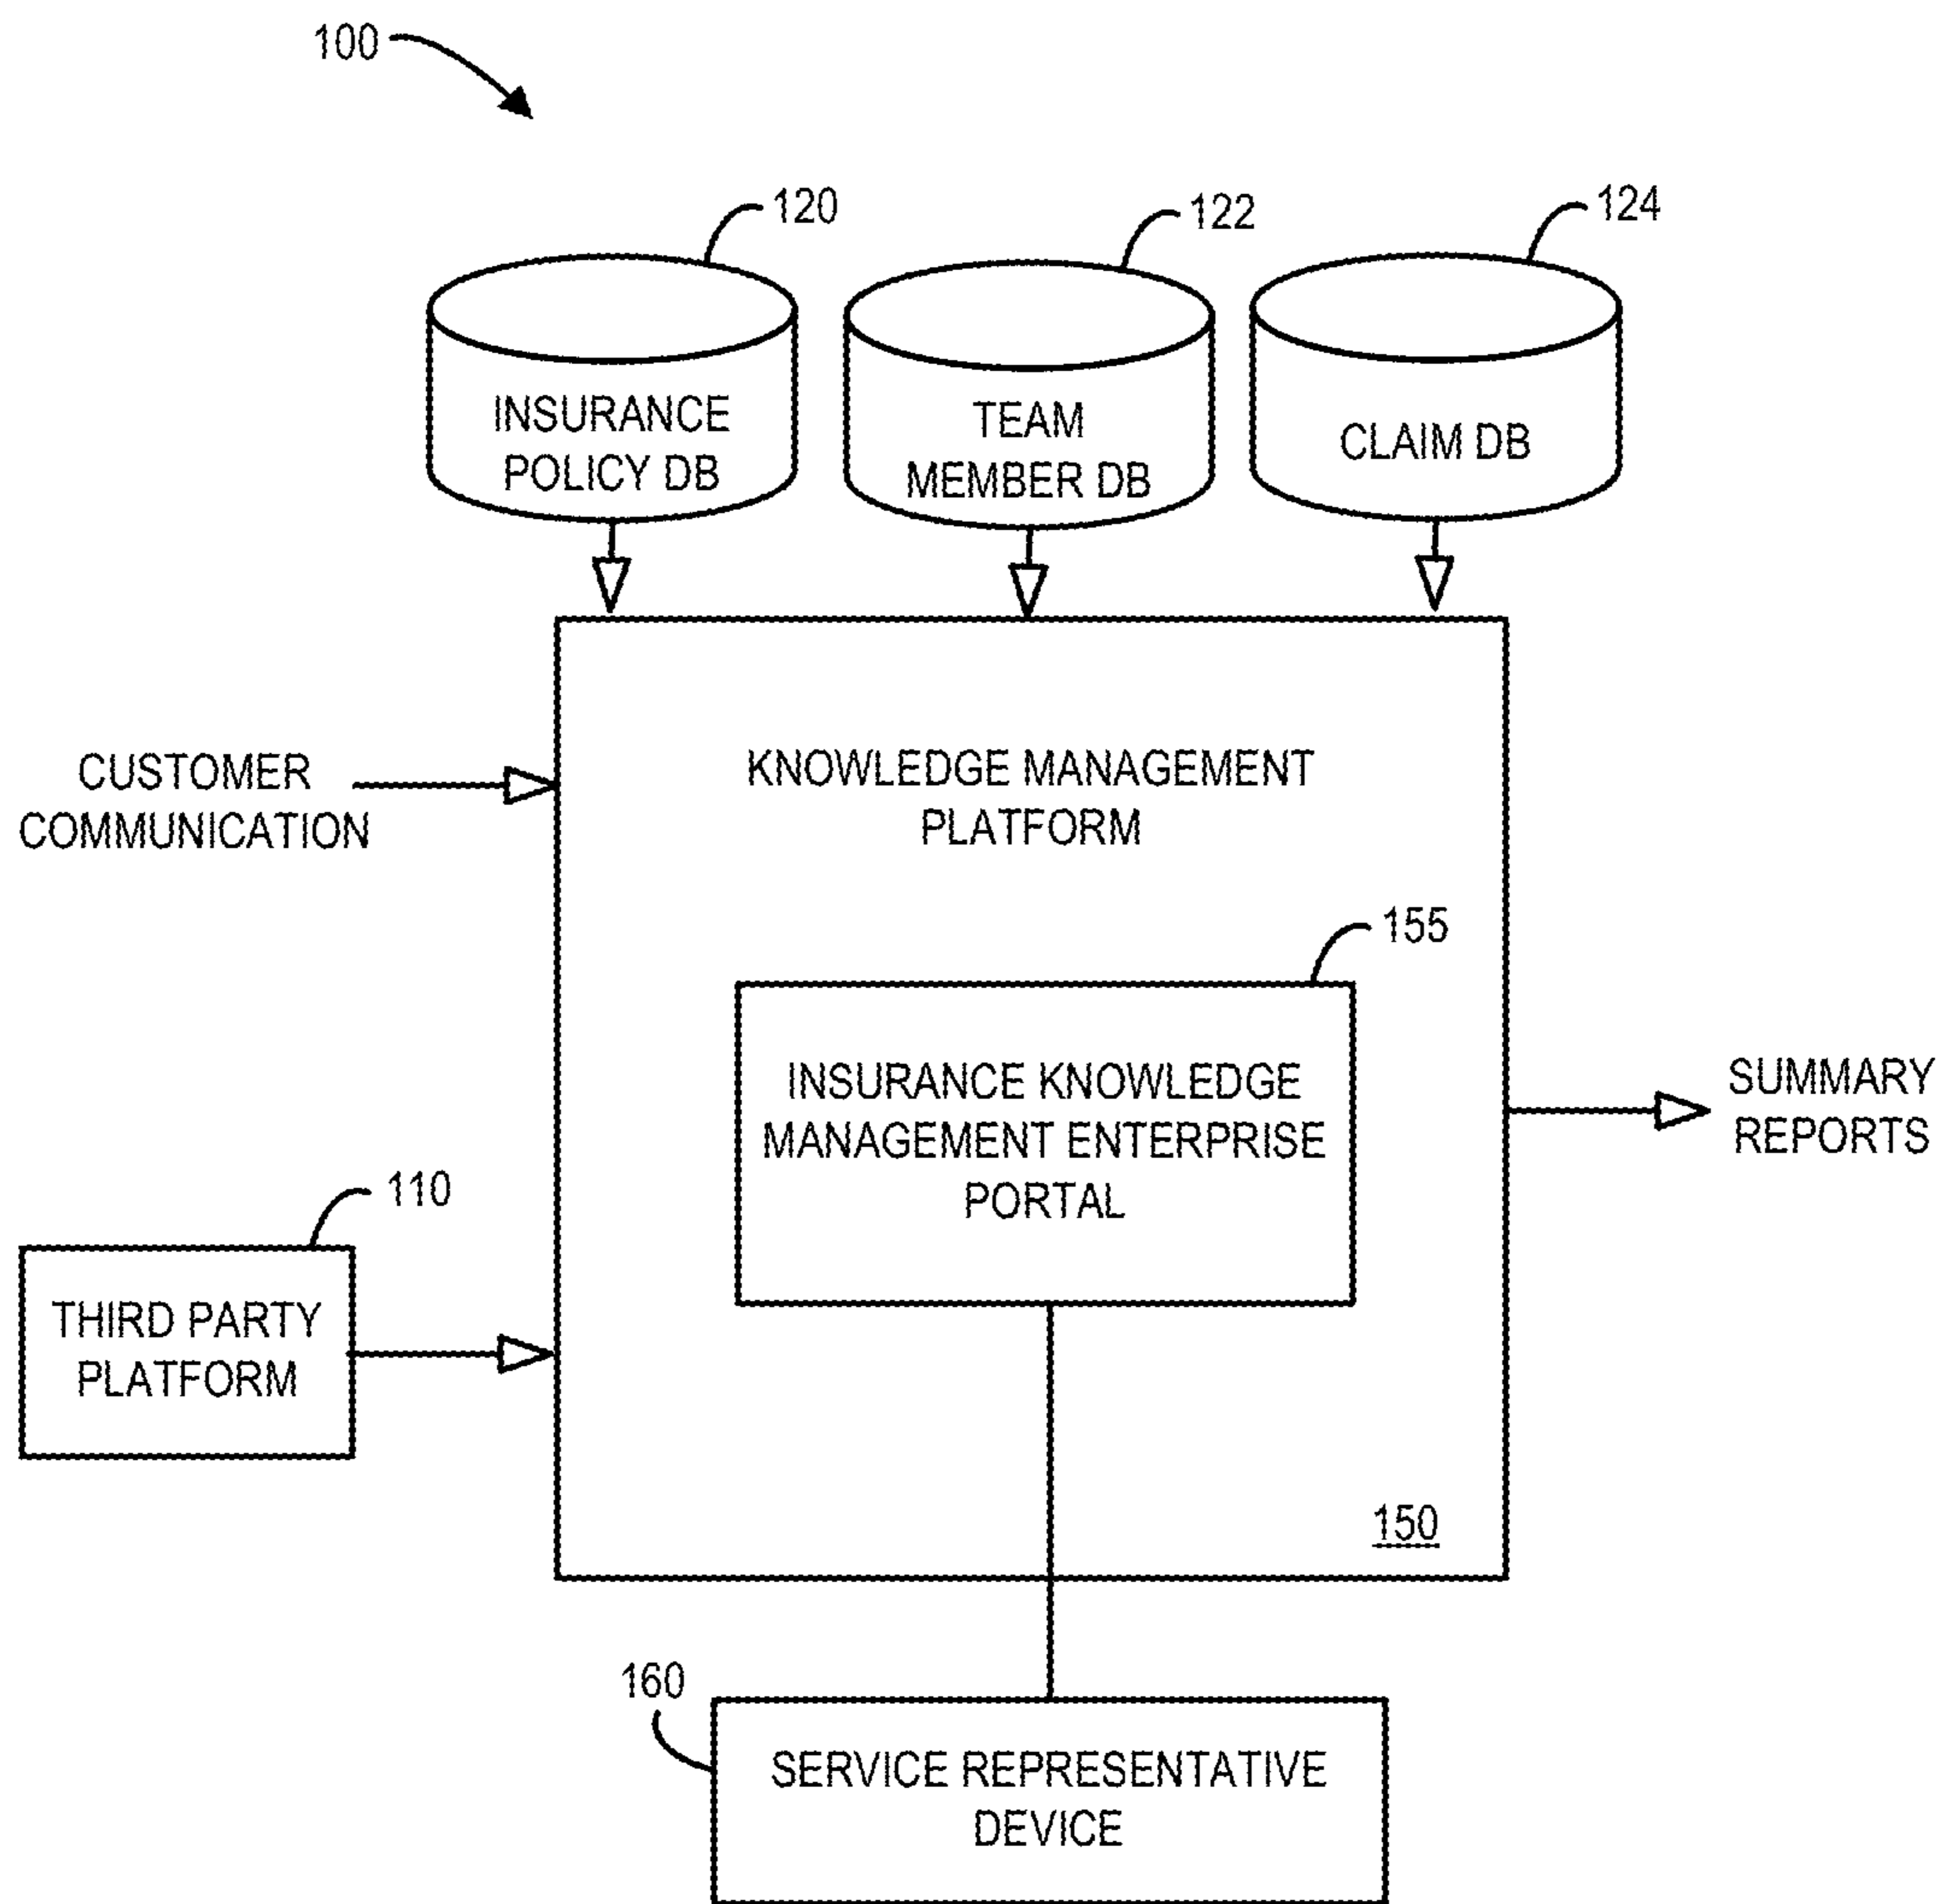 100
120
122
124
INSURANCE
POLICY DB
TEAM
MEMBER DB
CLAIM DB
CUSTOMER
COMMUNICATION
KNOWLEDGE MANAGEMENT
PLATFORM
155
INSURANCE KNOWLEDGE
MANAGEMENT ENTERPRISE
PORTAL
SUMMARY
REPORTS
110
THIRD PARTY
PLATFORM
150
160
SERVICE REPRESENTATIVE
DEVICE